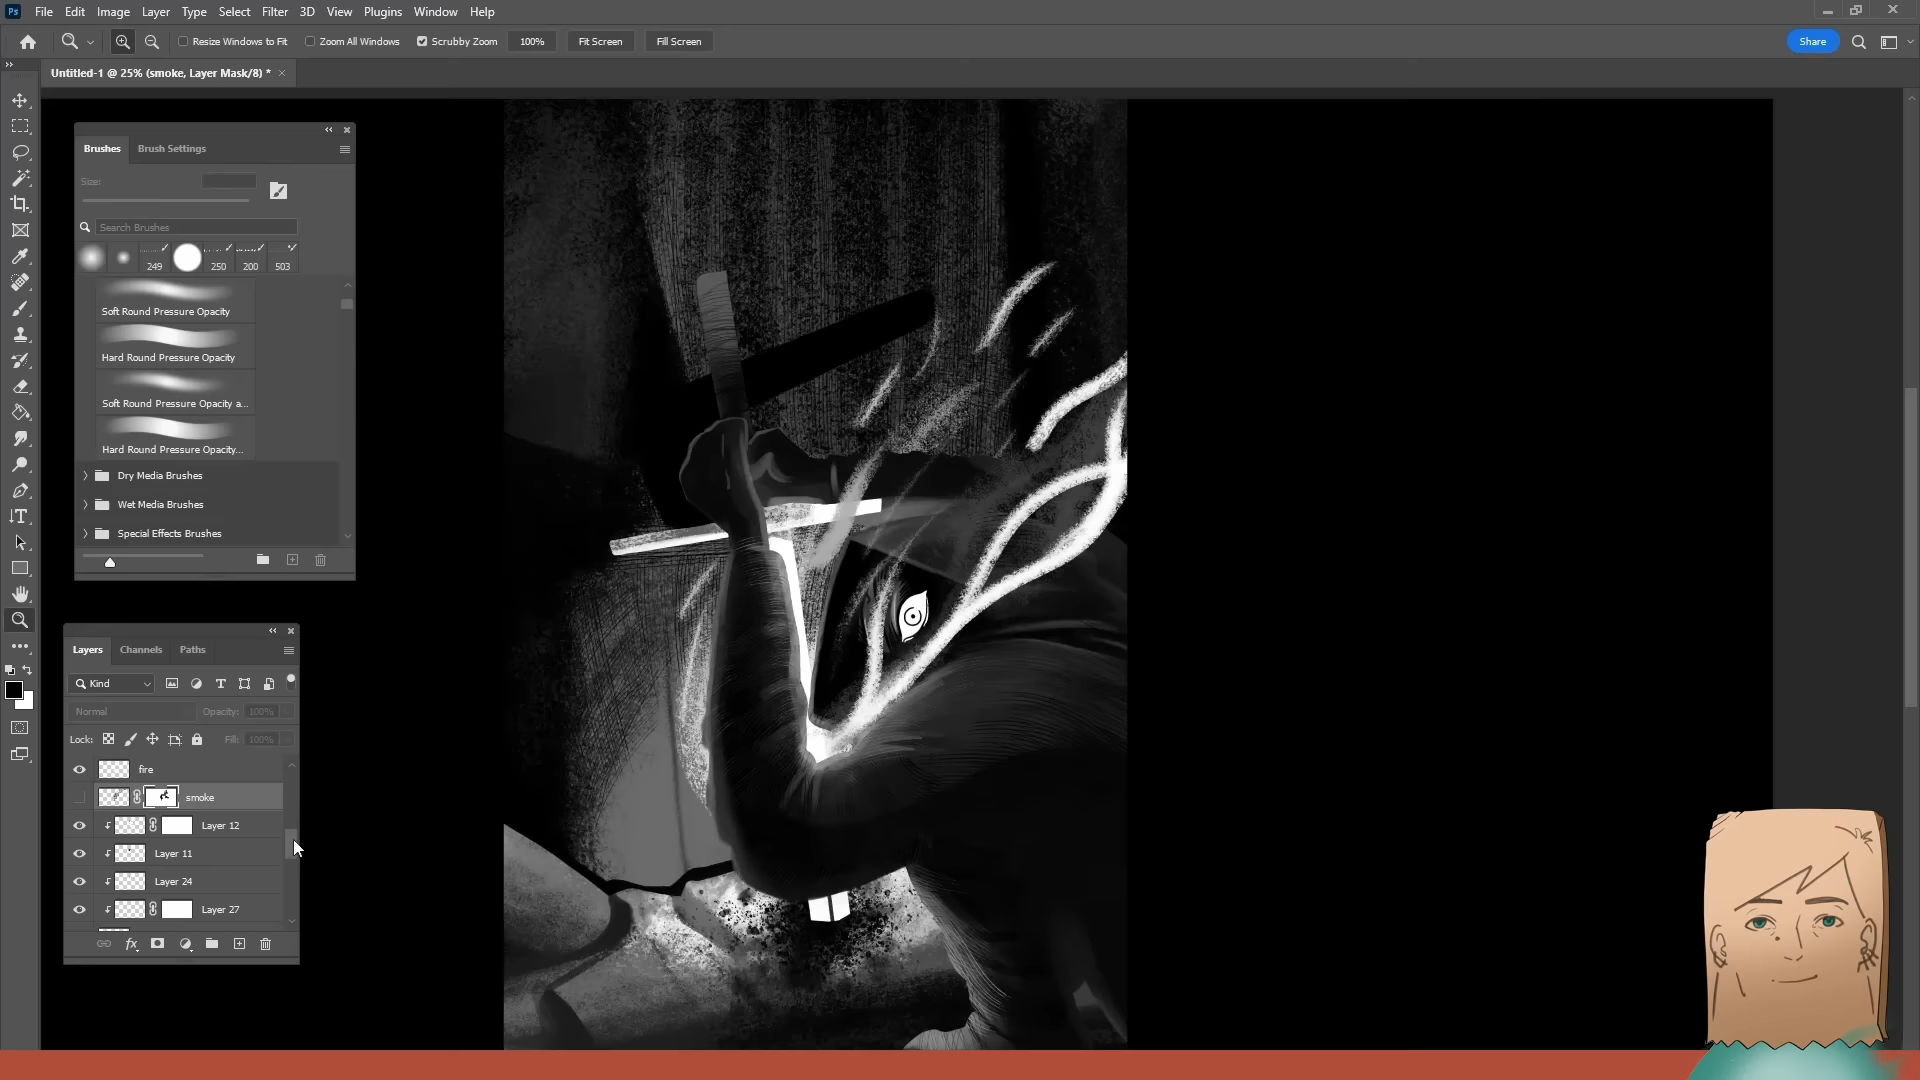 Ps File Edit Image Layer Type Select Filter 3D View Plugins Window Help
Resize Windows to Fit Zoom All Windows Scrubby Zoom 100% Fit Screen Fill Screen Share
Untitled-1 @ 25% (smoke, Layer Mask/8) *
Brushes Brush Settings
Size:
Search Brushes
249 250 200 503
Soft Round Pressure Opacity
Hard Round Pressure Opacity
Soft Round Pressure Opacity a...
Hard Round Pressure Opacity...
Dry Media Brushes
Wet Media Brushes
Special Effects Brushes
Layers Channels Paths
Kind
Normal Opacity: 100%
Lock: Fill: 100%
fire
smoke
Layer 12
Layer 11
Layer 24
Layer 27
fx